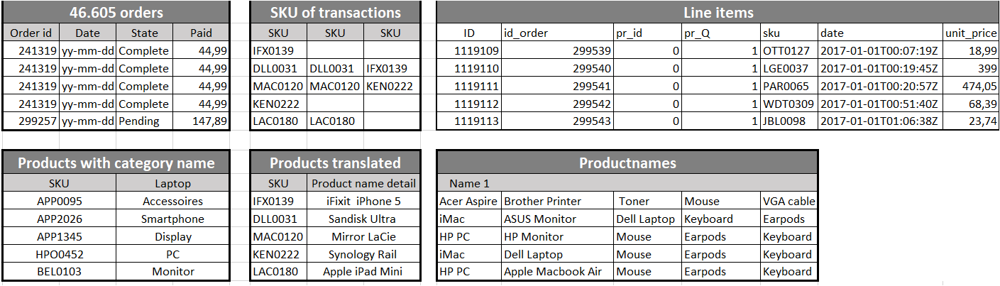 46.605 orders
Order id Date State Paid
241319 yy-mm-dd Complete 44,99
241319 yy-mm-dd Complete 44,99
241319 yy-mm-dd Complete 44,99
241319 yy-mm-dd Complete 44,99
299257 yy-mm-dd Pending 147,89
SKU of transactions
SKU SKU SKU
IFX0139
DLL0031 DLL0031 IFX0139
MAC0120 MAC0120 KEN0222
KEN0222
LAC0180 LAC0180
Line items
ID id_order pr_id pr_Q sku date unit_price
1119109 299539 0 1 OTT0127 2017-01-01T00:07:19Z 18,99
1119110 299540 0 1 LGE0037 2017-01-01T00:19:45Z 399
1119111 299541 0 1 PAR0065 2017-01-01T00:20:57Z 474,05
1119112 299542 0 1 WDT0309 2017-01-01T00:51:40Z 68,39
1119113 299543 0 1 JBL0098 2017-01-01T01:06:38Z 23,74
Products with category name
SKU Laptop
APP0095 Accessoires
APP2026 Smartphone
APP1345 Display
HPO0452 PC
BEL0103 Monitor
Products translated
SKU Product name detail
IFX0139 iFixit iPhone 5
DLL0031 Sandisk Ultra
MAC0120 Mirror LaCie
KEN0222 Synology Rail
LAC0180 Apple iPad Mini
Productnames
Name 1
Acer Aspire Brother Printer Toner Mouse VGA cable
iMac ASUS Monitor Dell Laptop Keyboard Earpods
HP PC HP Monitor Mouse Earpods Keyboard
iMac Dell Laptop Mouse Earpods Keyboard
HP PC Apple Macbook Air Mouse Earpods Keyboard